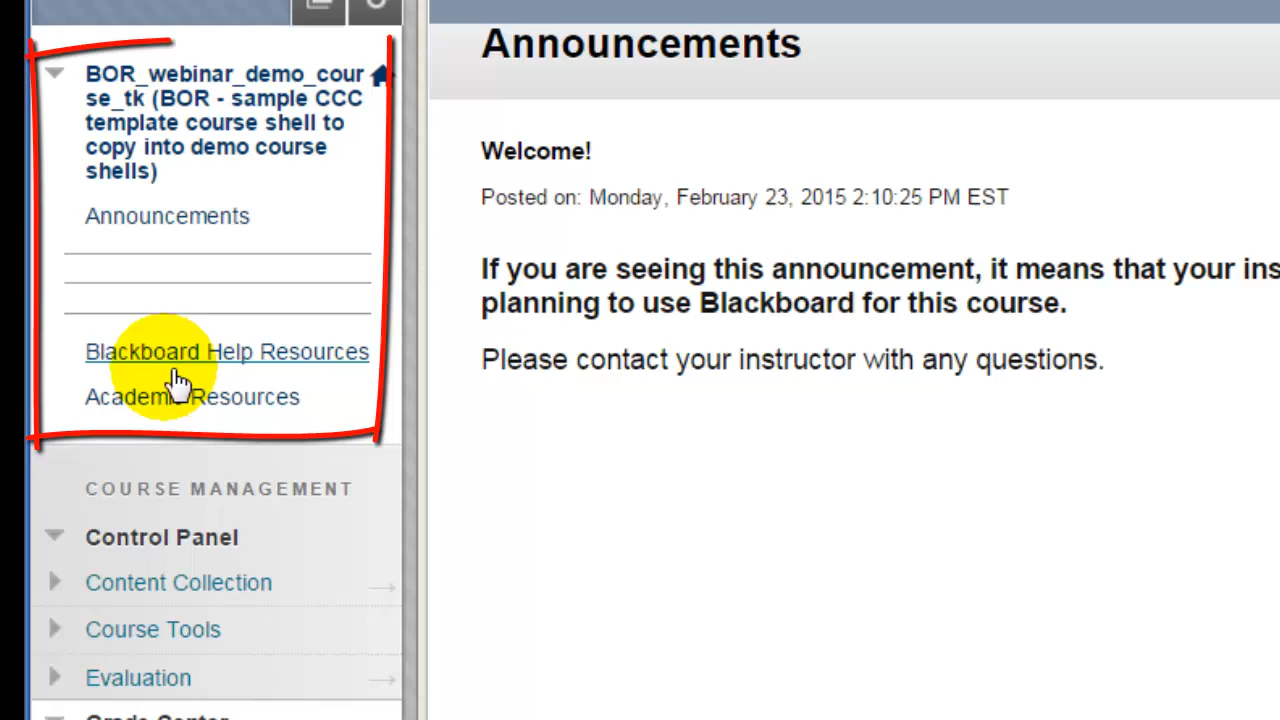 BOR_webinar_demo_cour
se_tk (BOR - sample CCC
template course shell to
copy into demo course
shells)
Announcements
Blackboard Help Resources
Academic Resources
COURSE MANAGEMENT
Control Panel
Content Collection
Course Tools
Evaluation
Grade Center
Announcements
Welcome!
Posted on: Monday, February 23, 2015 2:10:25 PM EST
If you are seeing this announcement, it means that your ins
planning to use Blackboard for this course.
Please contact your instructor with any questions.